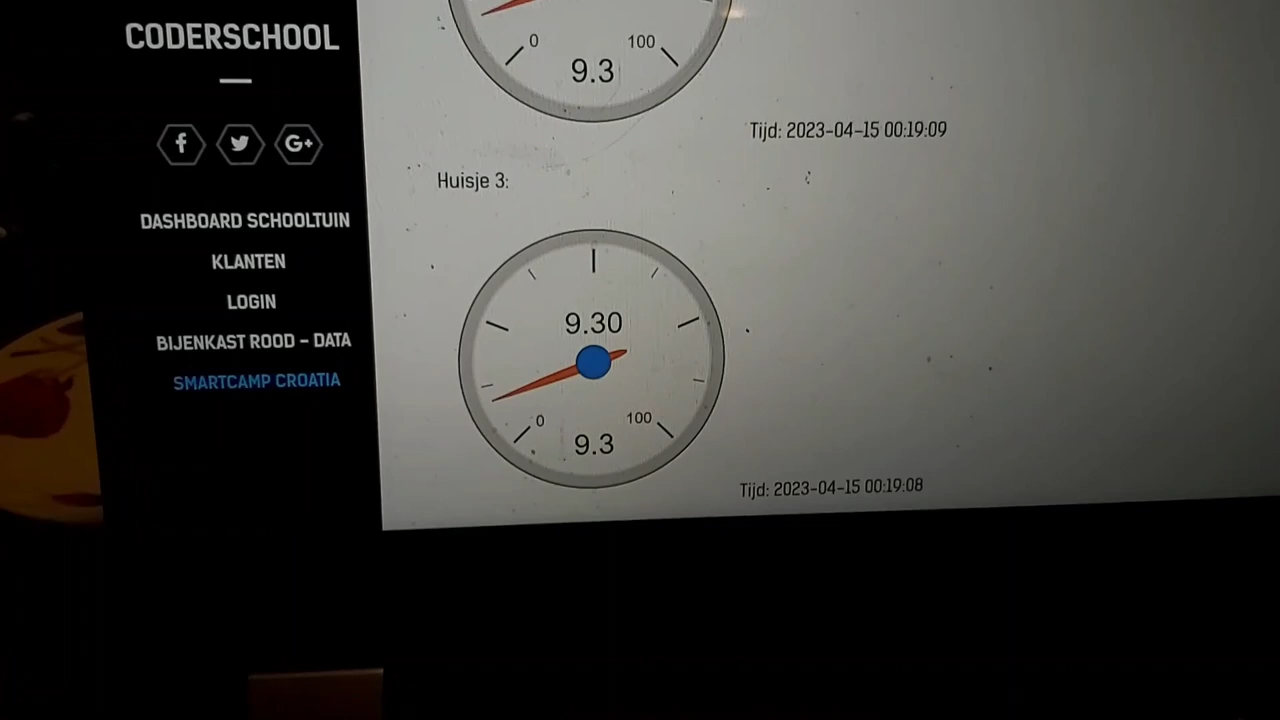 CODERSCHOOL
f
G+
DASHBOARD SCHOOLTUIN
KLANTEN
LOGIN
BIJENKAST ROOD – DATA
SMARTCAMP CROATIA
0 100
9.3
Tijd: 2023-04-15 00:19:09
Huisje 3:
9.30
0 100
9.3
Tijd: 2023-04-15 00:19:08